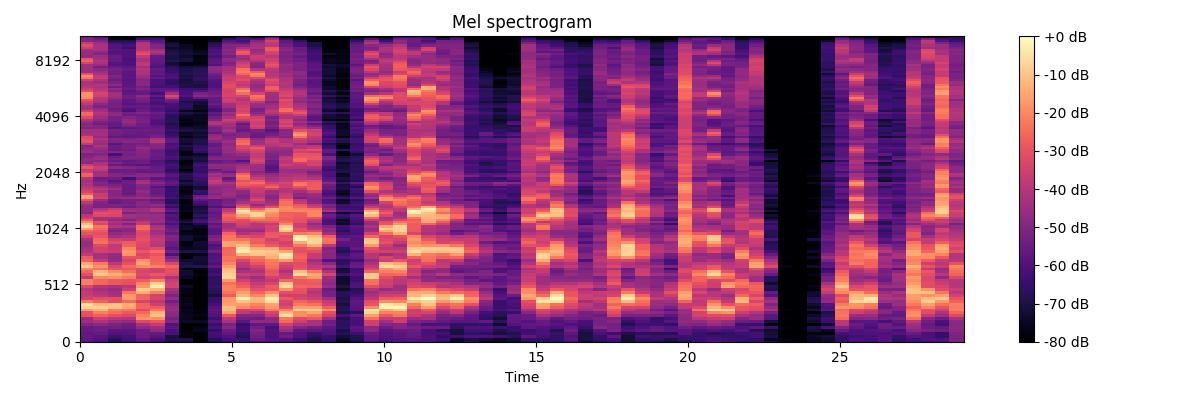 Mel spectrogram
Hz
8192
4096
2048
1024
512
0
0 5 10 15 20 25
Time
+0 dB
-10 dB
-20 dB
-30 dB
-40 dB
-50 dB
-60 dB
-70 dB
-80 dB